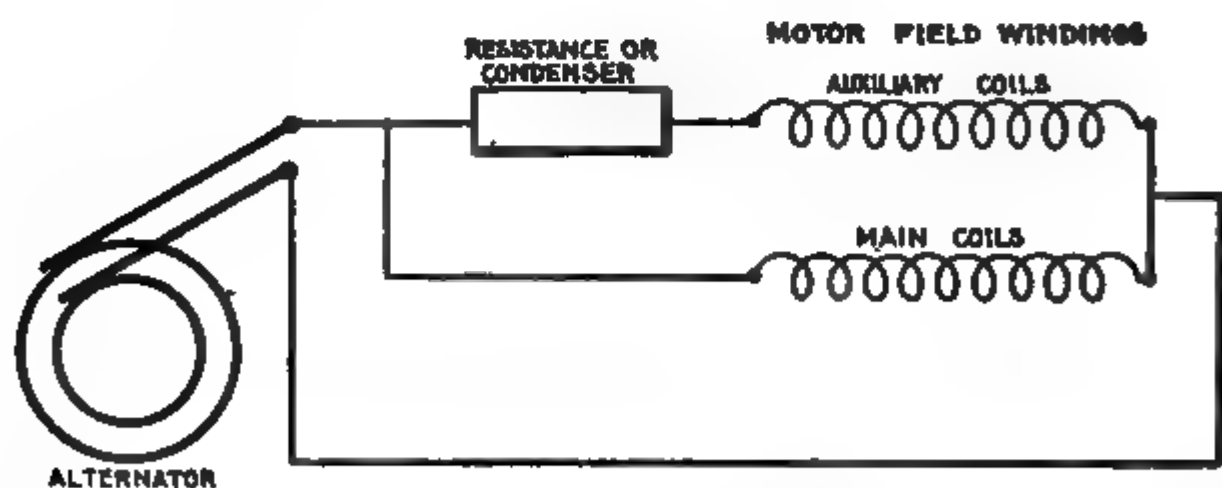 RESISTANCE OR
CONDENSER
MOTOR FIELD WINDINGS
AUXILIARY COILS
MAIN COILS
ALTERNATOR